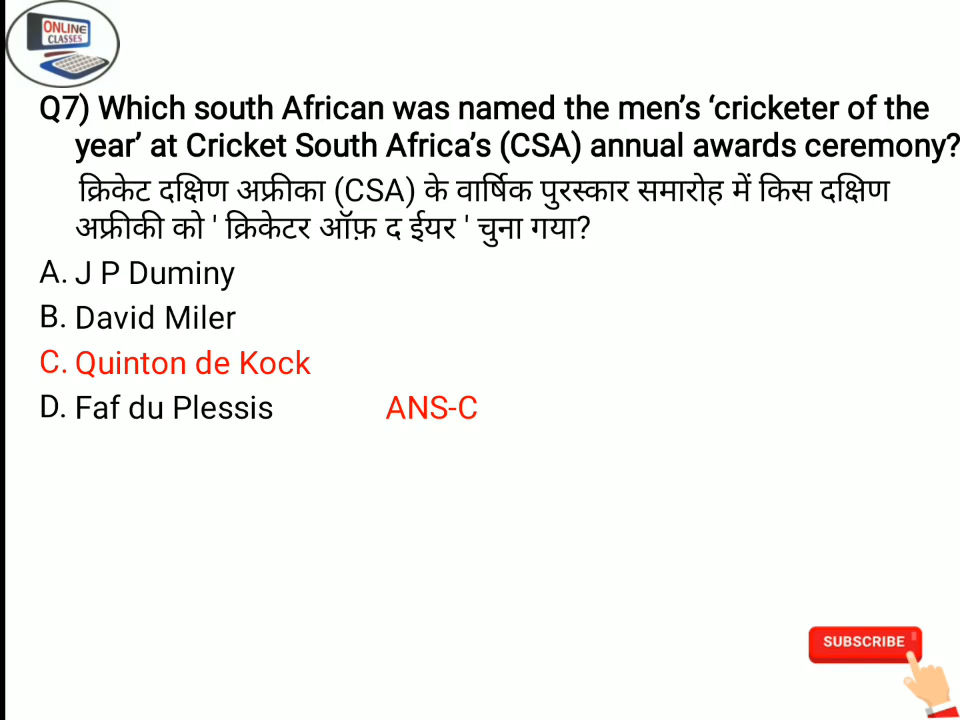 ONLINE
CLASSES
Q7) Which south African was named the men’s ‘cricketer of the
year’ at Cricket South Africa’s (CSA) annual awards ceremony?
क्रिकेट दक्षिण अफ्रीका (CSA) के वार्षिक पुरस्कार समारोह में किस दक्षिण
अफ्रीकी को ' क्रिकेटर ऑफ़ द ईयर ' चुना गया?
A. J P Duminy
B. David Miler
C. Quinton de Kock
D. Faf du Plessis ANS-C
SUBSCRIBE